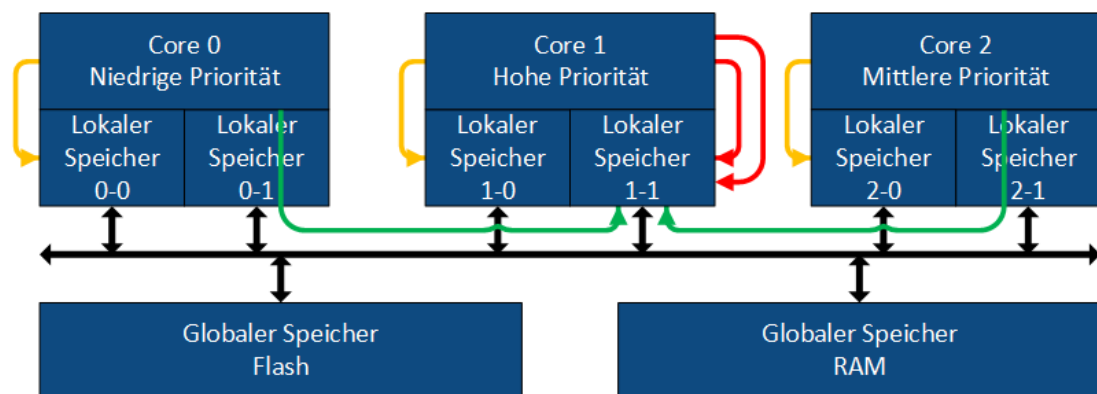 Core 0
Niedrige Priorität
Lokaler
Speicher
0-0
Lokaler
Speicher
0-1
Core 1
Hohe Priorität
Lokaler
Speicher
1-0
Lokaler
Speicher
1-1
Core 2
Mittlere Priorität
Lokaler
Speicher
2-0
Lokaler
Speicher
2-1
Globaler Speicher
Flash
Globaler Speicher
RAM